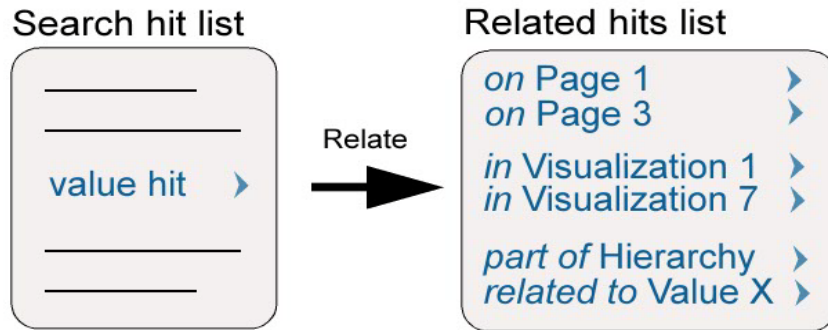 Search hit list
value hit
Relate
Related hits list
on Page 1
on Page 3
in Visualization 1
in Visualization 7
part of Hierarchy
related to Value X